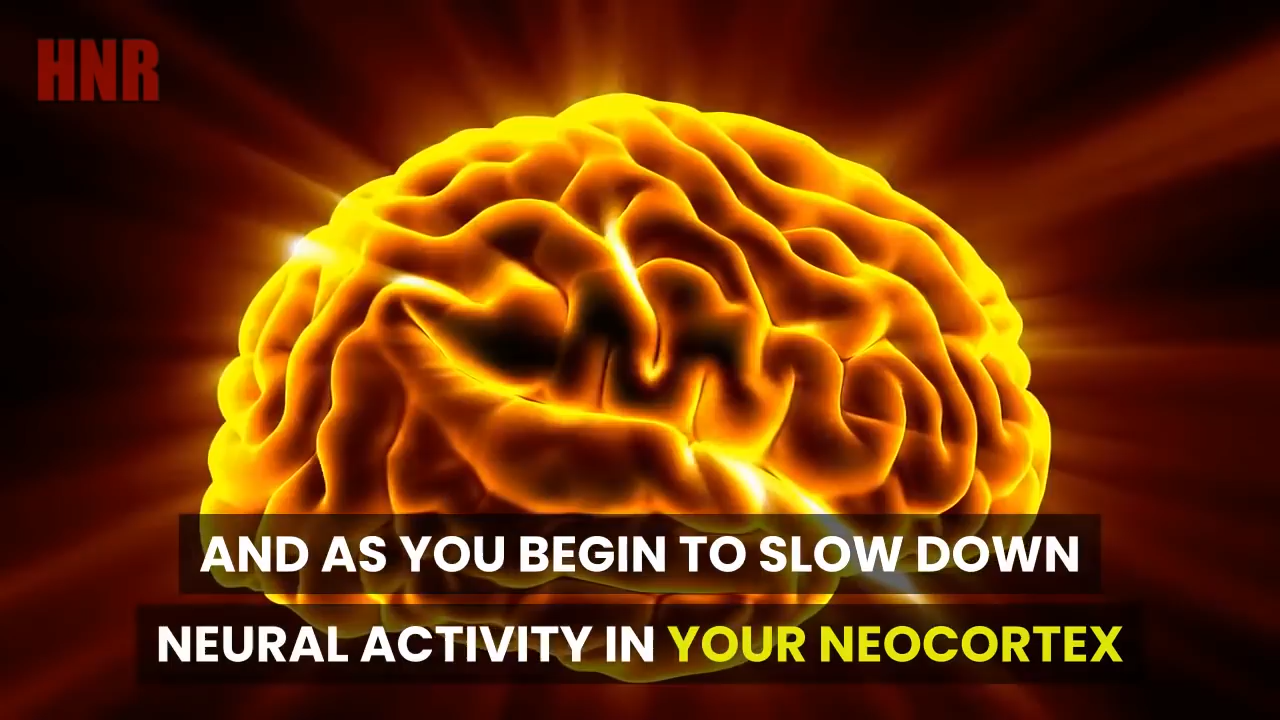 HNR
AND AS YOU BEGIN TO SLOW DOWN
NEURAL ACTIVITY IN YOUR NEOCORTEX